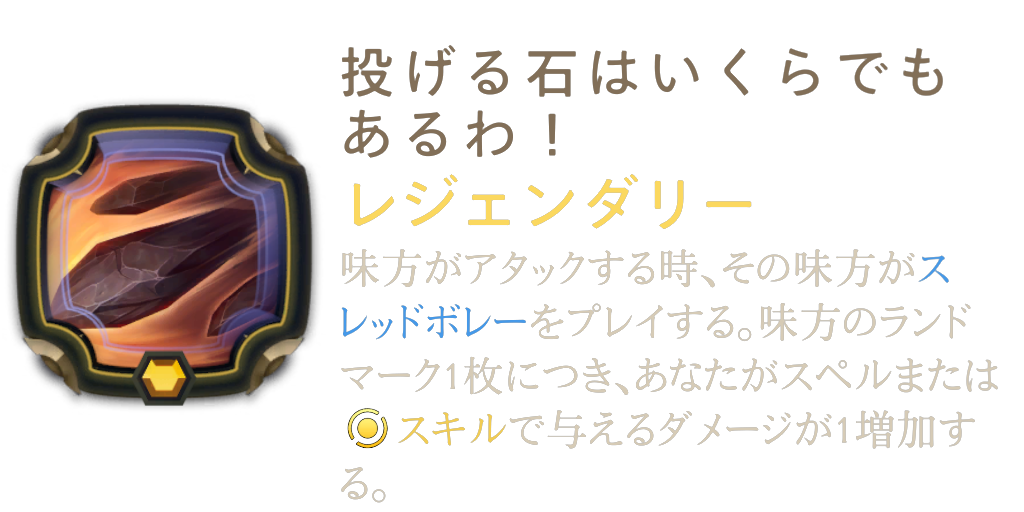 投げる石はいくらでも
あるわ！
レジェンダリー
味方がアタックする時、その味方がス
レッドボレーをプレイする。味方のランド
マーク1枚につき、あなたがスペルまたは
スキルで与えるダメージが1増加す
る。